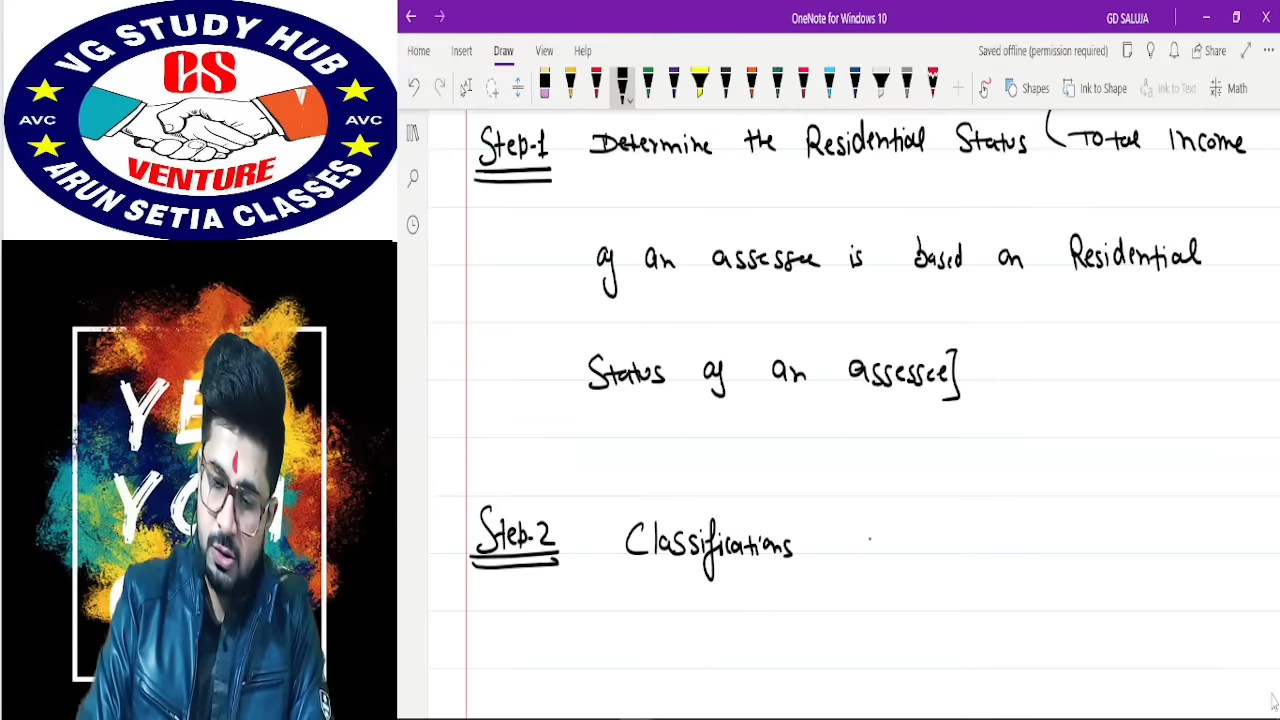 VG STUDY HUB
CS
AVC
AVC
VENTURE
ARUN SETIA CLASSES
YE
YO
OneNote for Windows 10
GD SALUJA
Home
Insert
Draw
View
Help
Saved offline (permission required)
Share
Shapes
Ink to Shape
Ink to Text
Math
Step-1 Determine the Residential Status (Total Income
of an assessee is based on Residential
Status of an assessee]
Step-2 Classifications